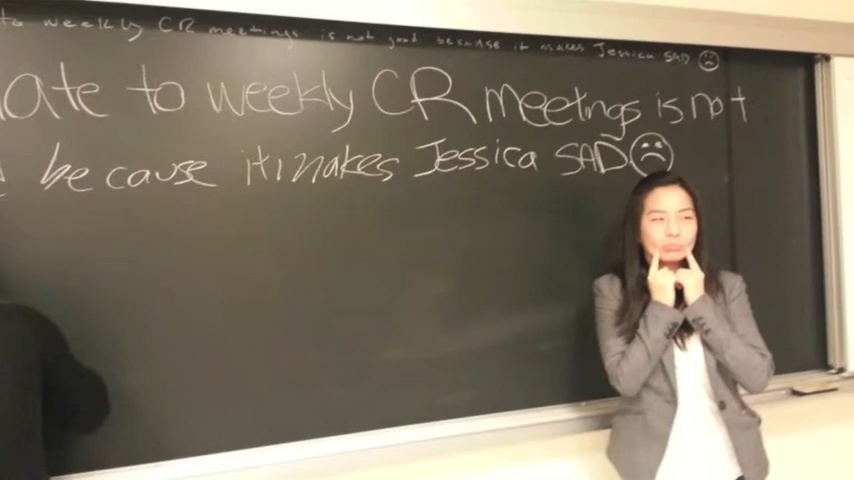 to weekly CR meetings is not good because it makes Jessica SAD
ate to weekly CR meetings is not
because it makes Jessica SAD